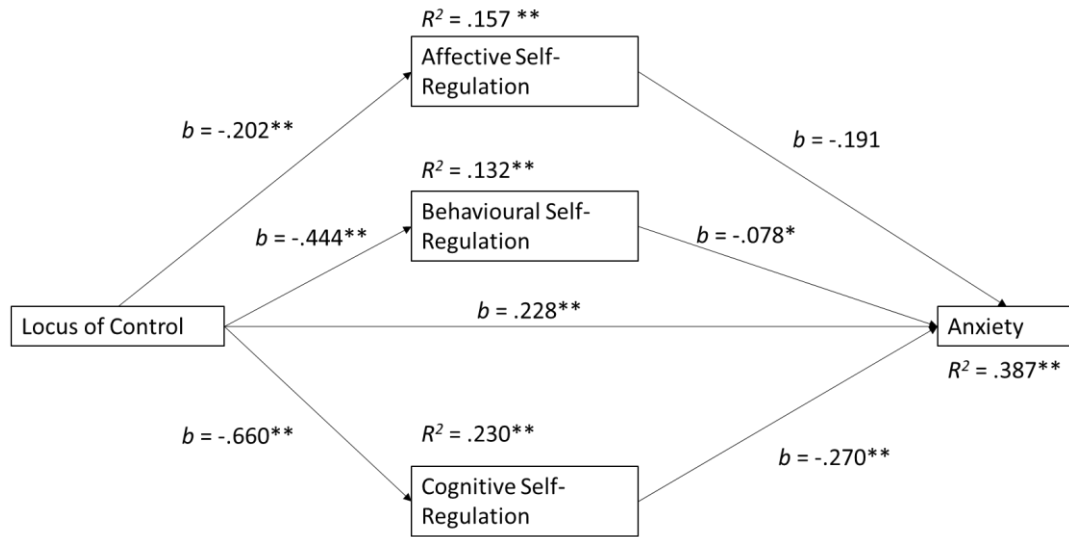 R² = .157 **
Affective Self-
Regulation
b = -.202**
b = -.191
R² = .132**
Behavioural Self-
Regulation
b = -.444**
b = -.078*
b = .228**
Locus of Control
Anxiety
R² = .387**
b = -.660**
R² = .230**
b = -.270**
Cognitive Self-
Regulation